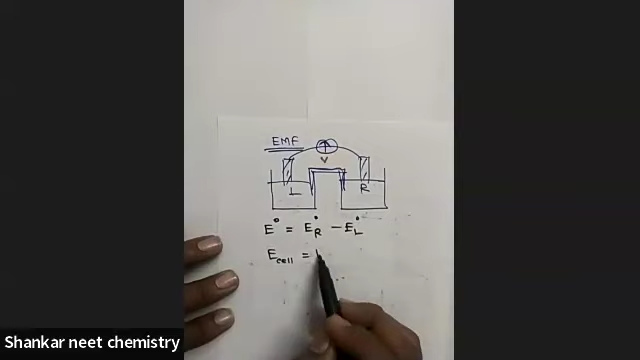 EMF
V
L R
E° = E°R - E°L
Ecell =
Shankar neet chemistry